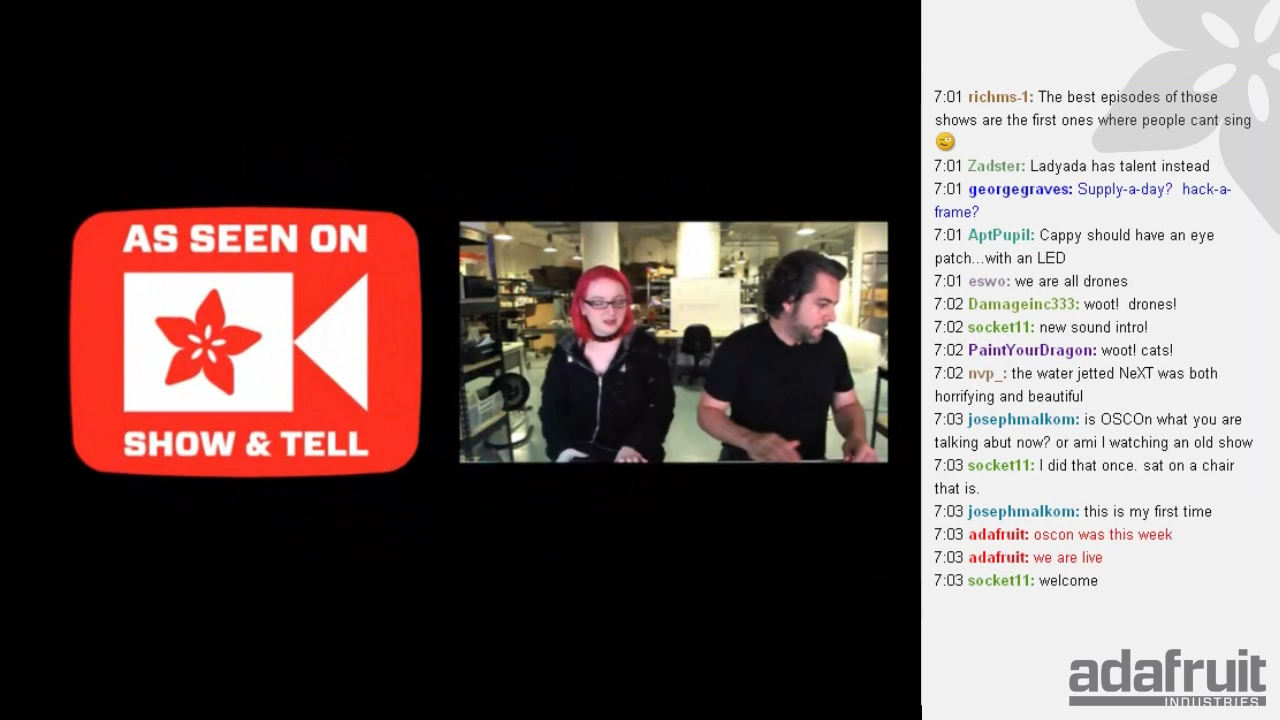 AS SEEN ON
SHOW & TELL
7:01 richms-1: The best episodes of those
shows are the first ones where people cant sing
7:01 Zadster: Ladyada has talent instead
7:01 georgegraves: Supply-a-day? hack-a-
frame?
7:01 AptPupil: Cappy should have an eye
patch...with an LED
7:01 eswo: we are all drones
7:02 Damageinc333: woot! drones!
7:02 socket11: new sound intro!
7:02 PaintYourDragon: woot! cats!
7:02 nvp_: the water jetted NeXT was both
horrifying and beautiful
7:03 josephmalkom: is OSCOn what you are
talking abut now? or ami I watching an old show
7:03 socket11: I did that once. sat on a chair
that is.
7:03 josephmalkom: this is my first time
7:03 adafruit: oscon was this week
7:03 adafruit: we are live
7:03 socket11: welcome
adafruit
INDUSTRIES